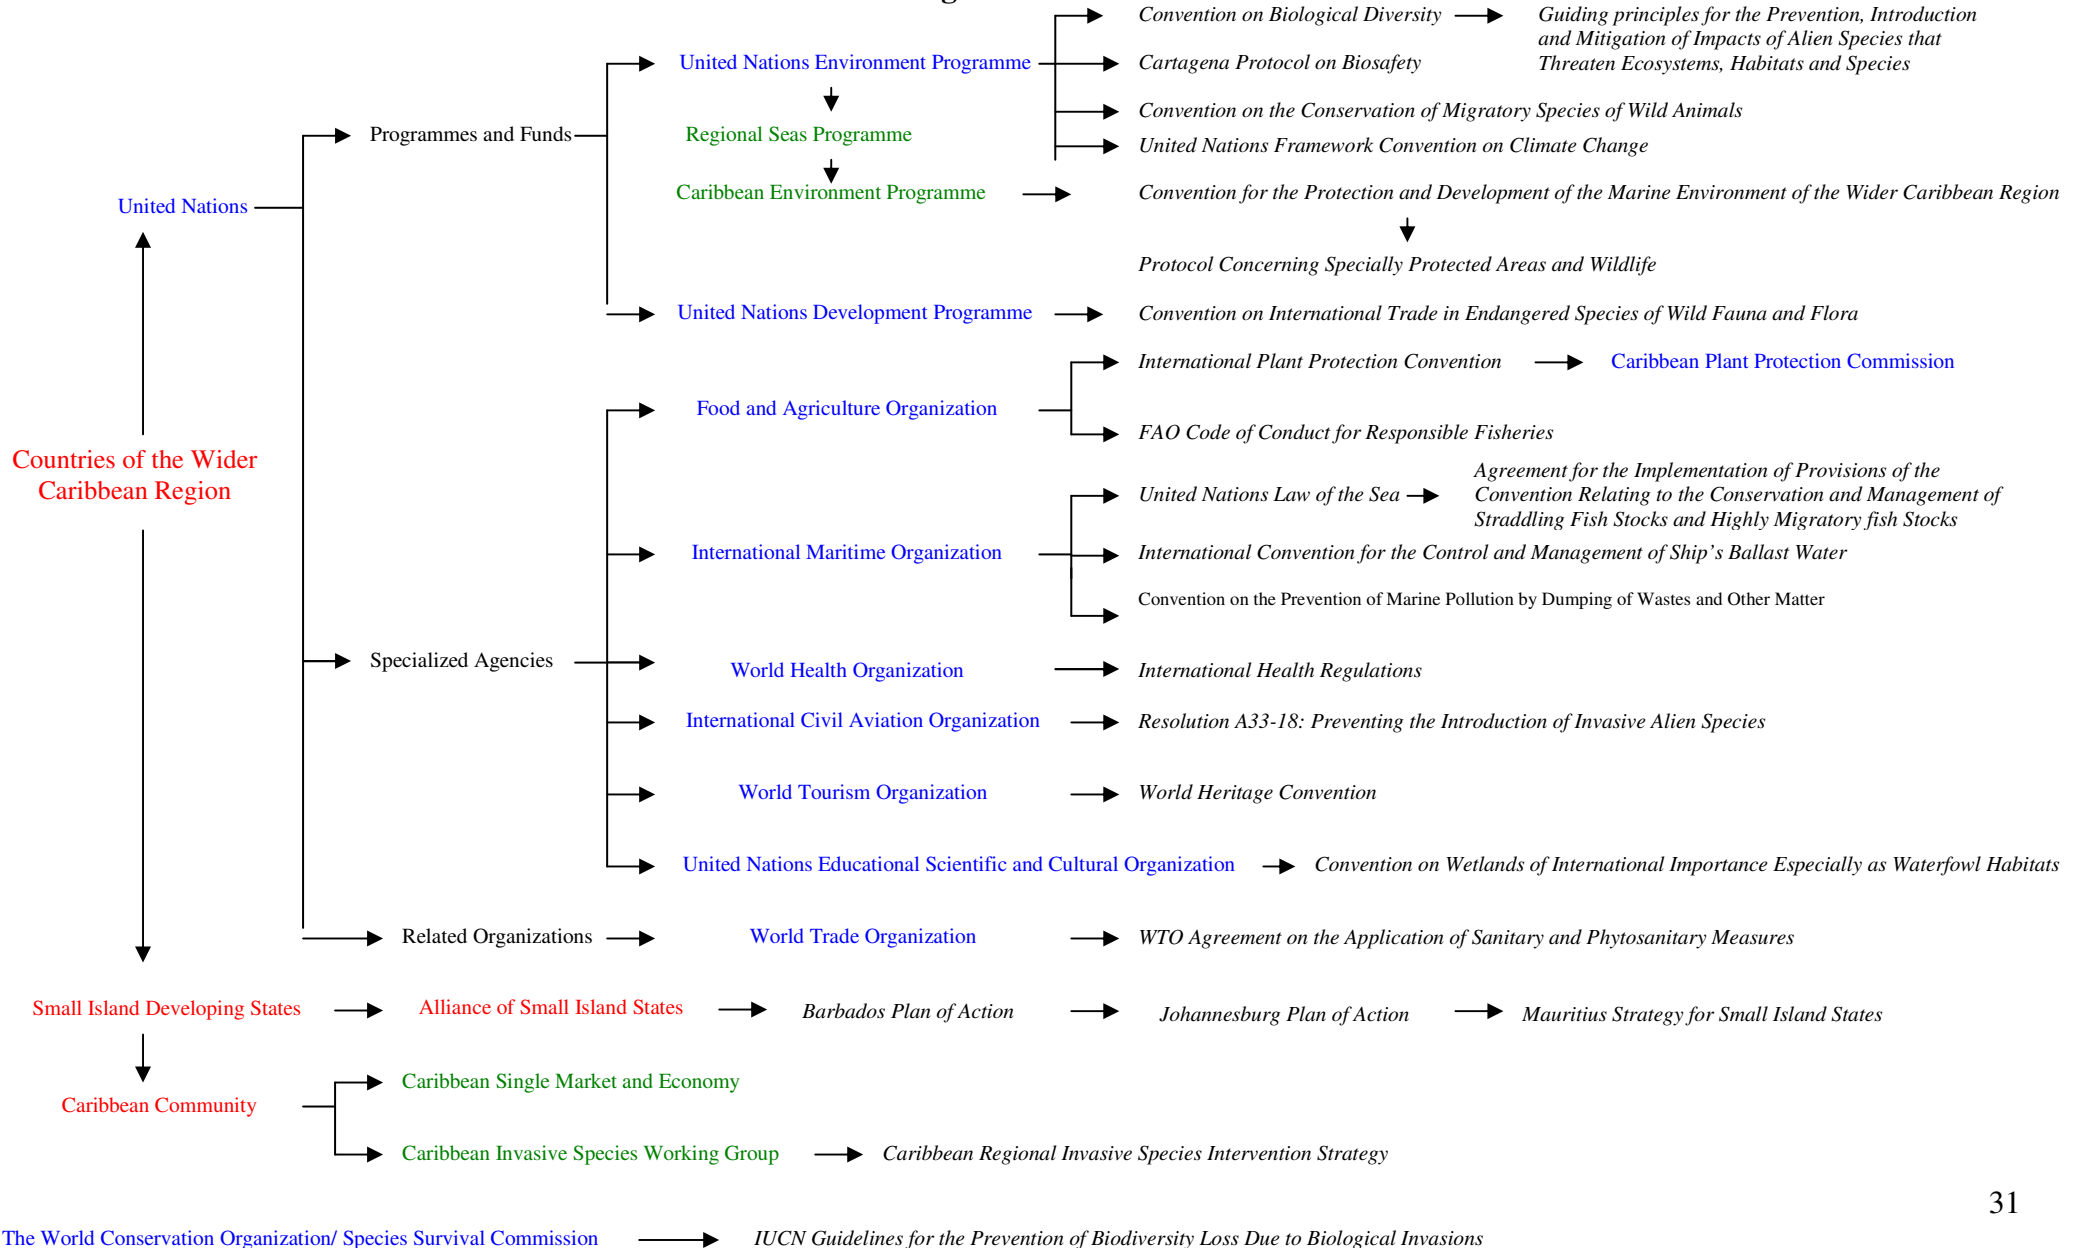 Convention on Biological Diversity
Guiding principles for the Prevention, Introduction
and Mitigation of Impacts of Alien Species that
Threaten Ecosystems, Habitats and Species
United Nations Environment Programme
Cartagena Protocol on Biosafety
Convention on the Conservation of Migratory Species of Wild Animals
Programmes and Funds
Regional Seas Programme
United Nations Framework Convention on Climate Change
Caribbean Environment Programme
Convention for the Protection and Development of the Marine Environment of the Wider Caribbean Region
United Nations
Protocol Concerning Specially Protected Areas and Wildlife
United Nations Development Programme
Convention on International Trade in Endangered Species of Wild Fauna and Flora
International Plant Protection Convention
Caribbean Plant Protection Commission
Food and Agriculture Organization
FAO Code of Conduct for Responsible Fisheries
Countries of the Wider
Caribbean Region
United Nations Law of the Sea
Agreement for the Implementation of Provisions of the
Convention Relating to the Conservation and Management of
Straddling Fish Stocks and Highly Migratory fish Stocks
International Maritime Organization
International Convention for the Control and Management of Ship’s Ballast Water
Convention on the Prevention of Marine Pollution by Dumping of Wastes and Other Matter
Specialized Agencies
World Health Organization
International Health Regulations
International Civil Aviation Organization
Resolution A33-18: Preventing the Introduction of Invasive Alien Species
World Tourism Organization
World Heritage Convention
United Nations Educational Scientific and Cultural Organization
Convention on Wetlands of International Importance Especially as Waterfowl Habitats
Related Organizations
World Trade Organization
WTO Agreement on the Application of Sanitary and Phytosanitary Measures
Small Island Developing States
Alliance of Small Island States
Barbados Plan of Action
Johannesburg Plan of Action
Mauritius Strategy for Small Island States
Caribbean Single Market and Economy
Caribbean Community
Caribbean Invasive Species Working Group
Caribbean Regional Invasive Species Intervention Strategy
31
The World Conservation Organization/ Species Survival Commission
IUCN Guidelines for the Prevention of Biodiversity Loss Due to Biological Invasions